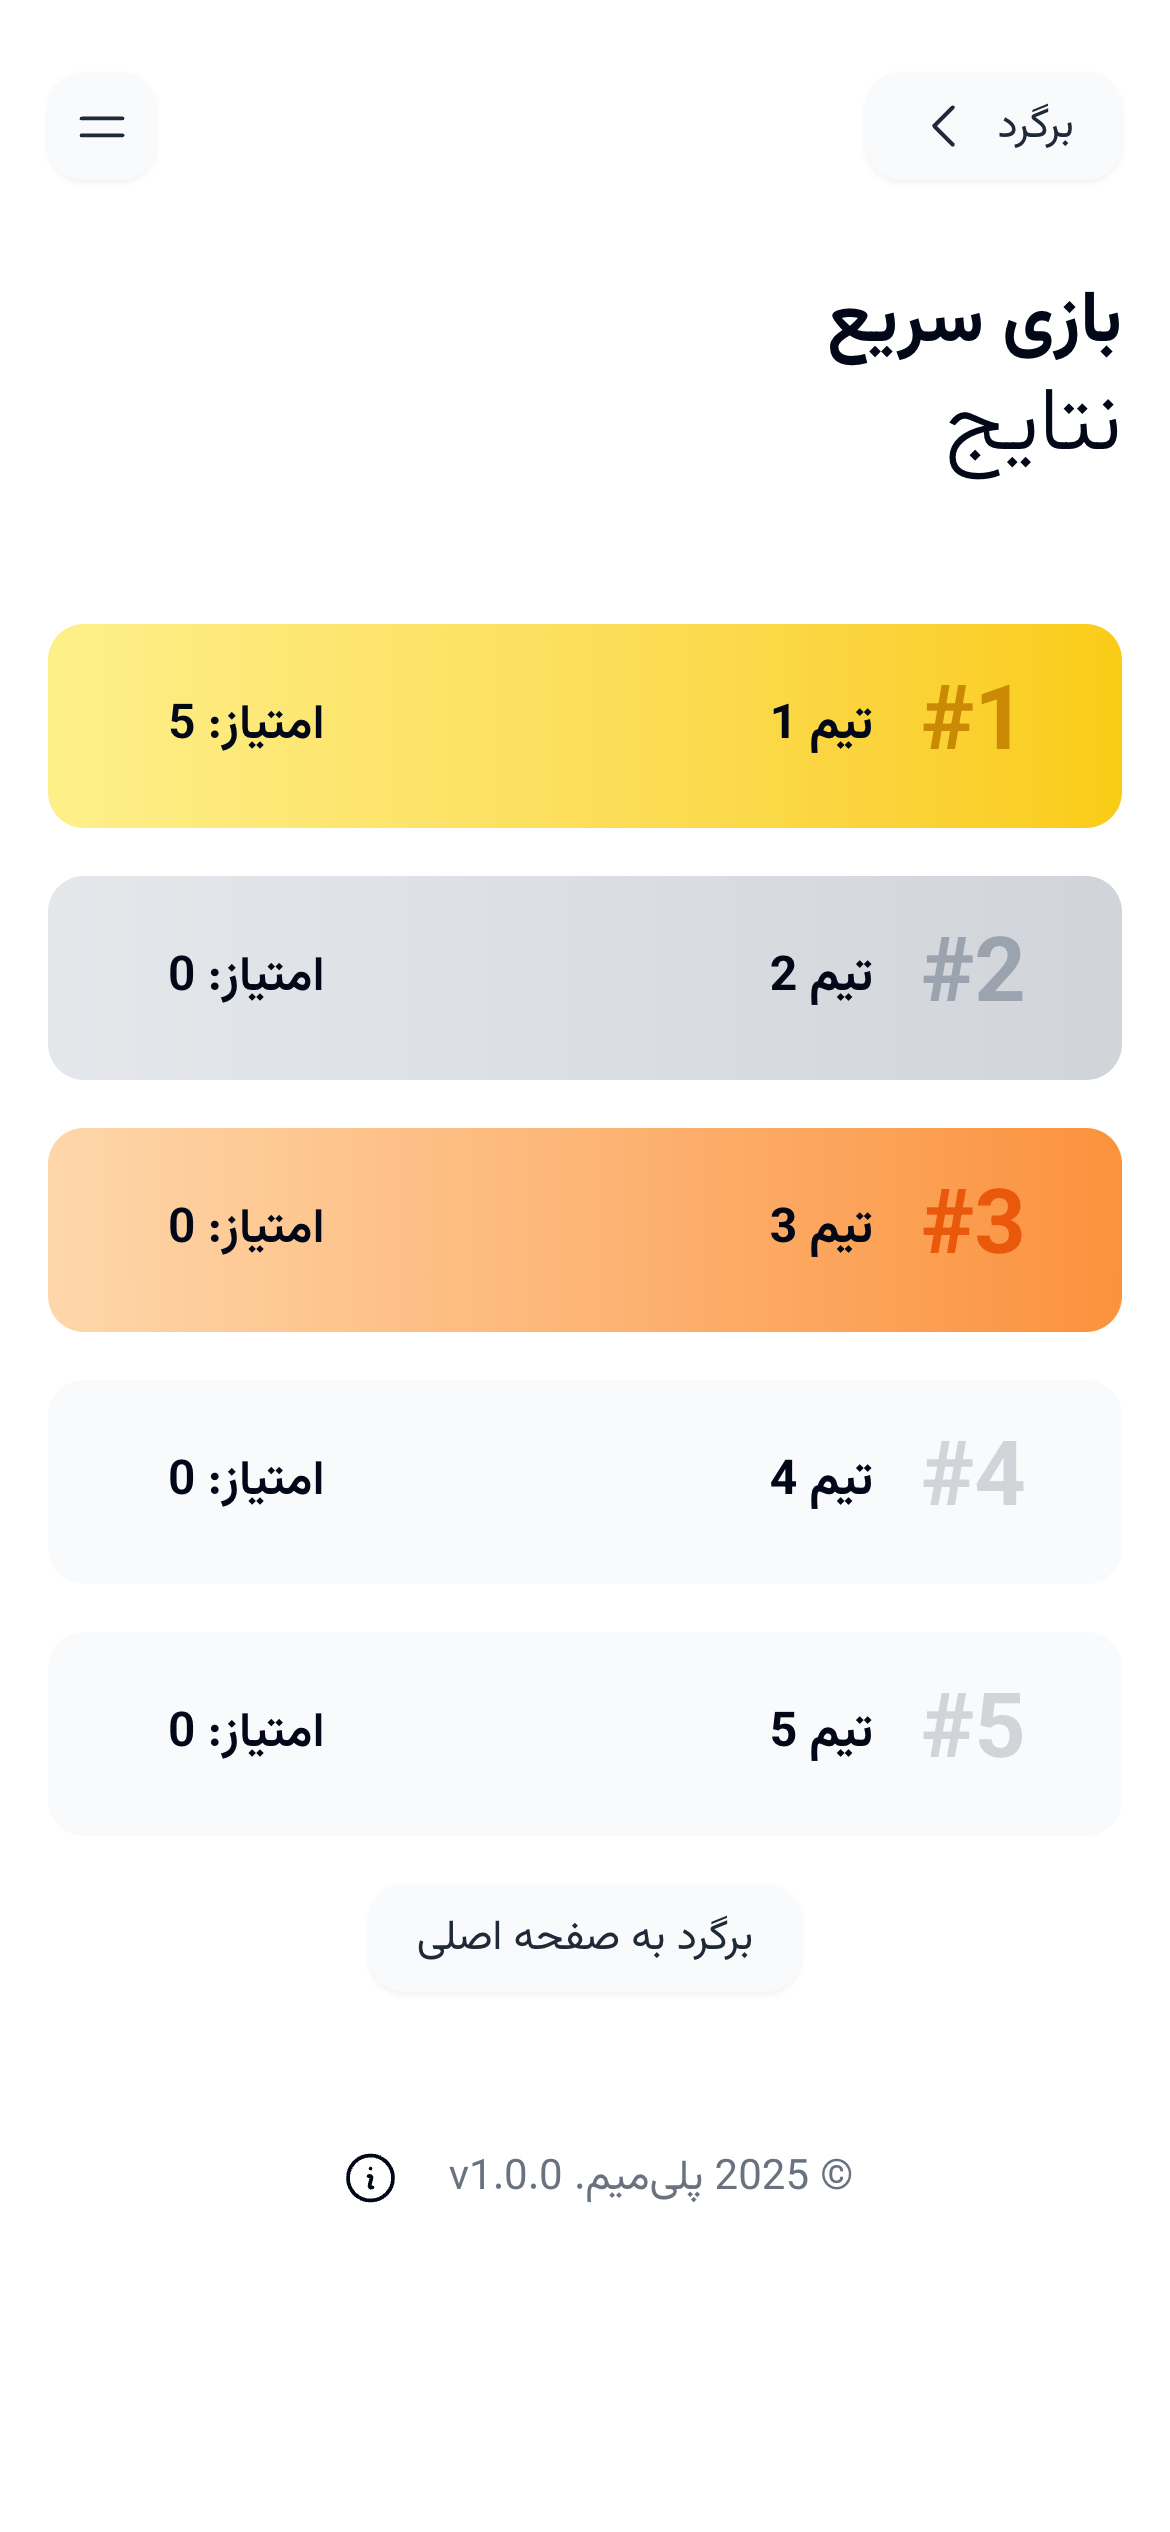 برگرد
بازی سریع
نتایج
#1 تیم 1 امتیاز: 5
#2 تیم 2 امتیاز: 0
#3 تیم 3 امتیاز: 0
#4 تیم 4 امتیاز: 0
#5 تیم 5 امتیاز: 0
برگرد به صفحه اصلی
© 2025 پلی‌میم. v1.0.0